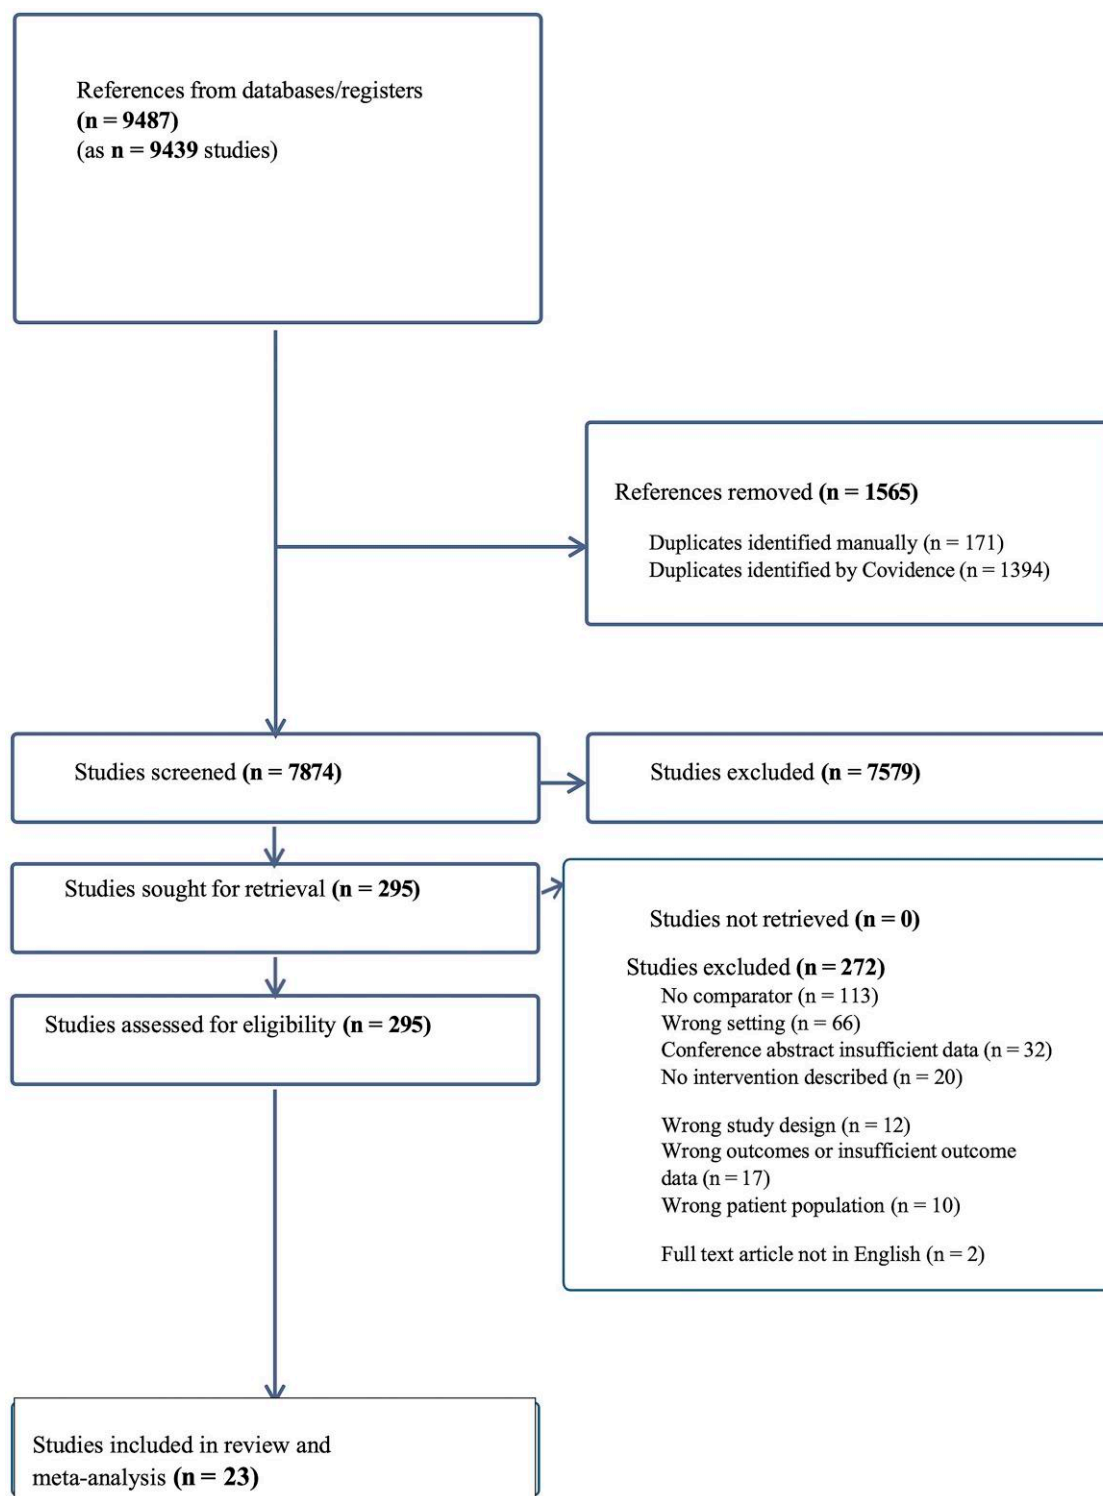 References from databases/registers
(n = 9487)
(as n = 9439 studies)
References removed (n = 1565)
Duplicates identified manually (n = 171)
Duplicates identified by Covidence (n = 1394)
Studies screened (n = 7874)
Studies excluded (n = 7579)
Studies sought for retrieval (n = 295)
Studies not retrieved (n = 0)
Studies excluded (n = 272)
No comparator (n = 113)
Wrong setting (n = 66)
Conference abstract insufficient data (n = 32)
No intervention described (n = 20)
Wrong study design (n = 12)
Wrong outcomes or insufficient outcome
data (n = 17)
Wrong patient population (n = 10)
Full text article not in English (n = 2)
Studies assessed for eligibility (n = 295)
Studies included in review and
meta-analysis (n = 23)